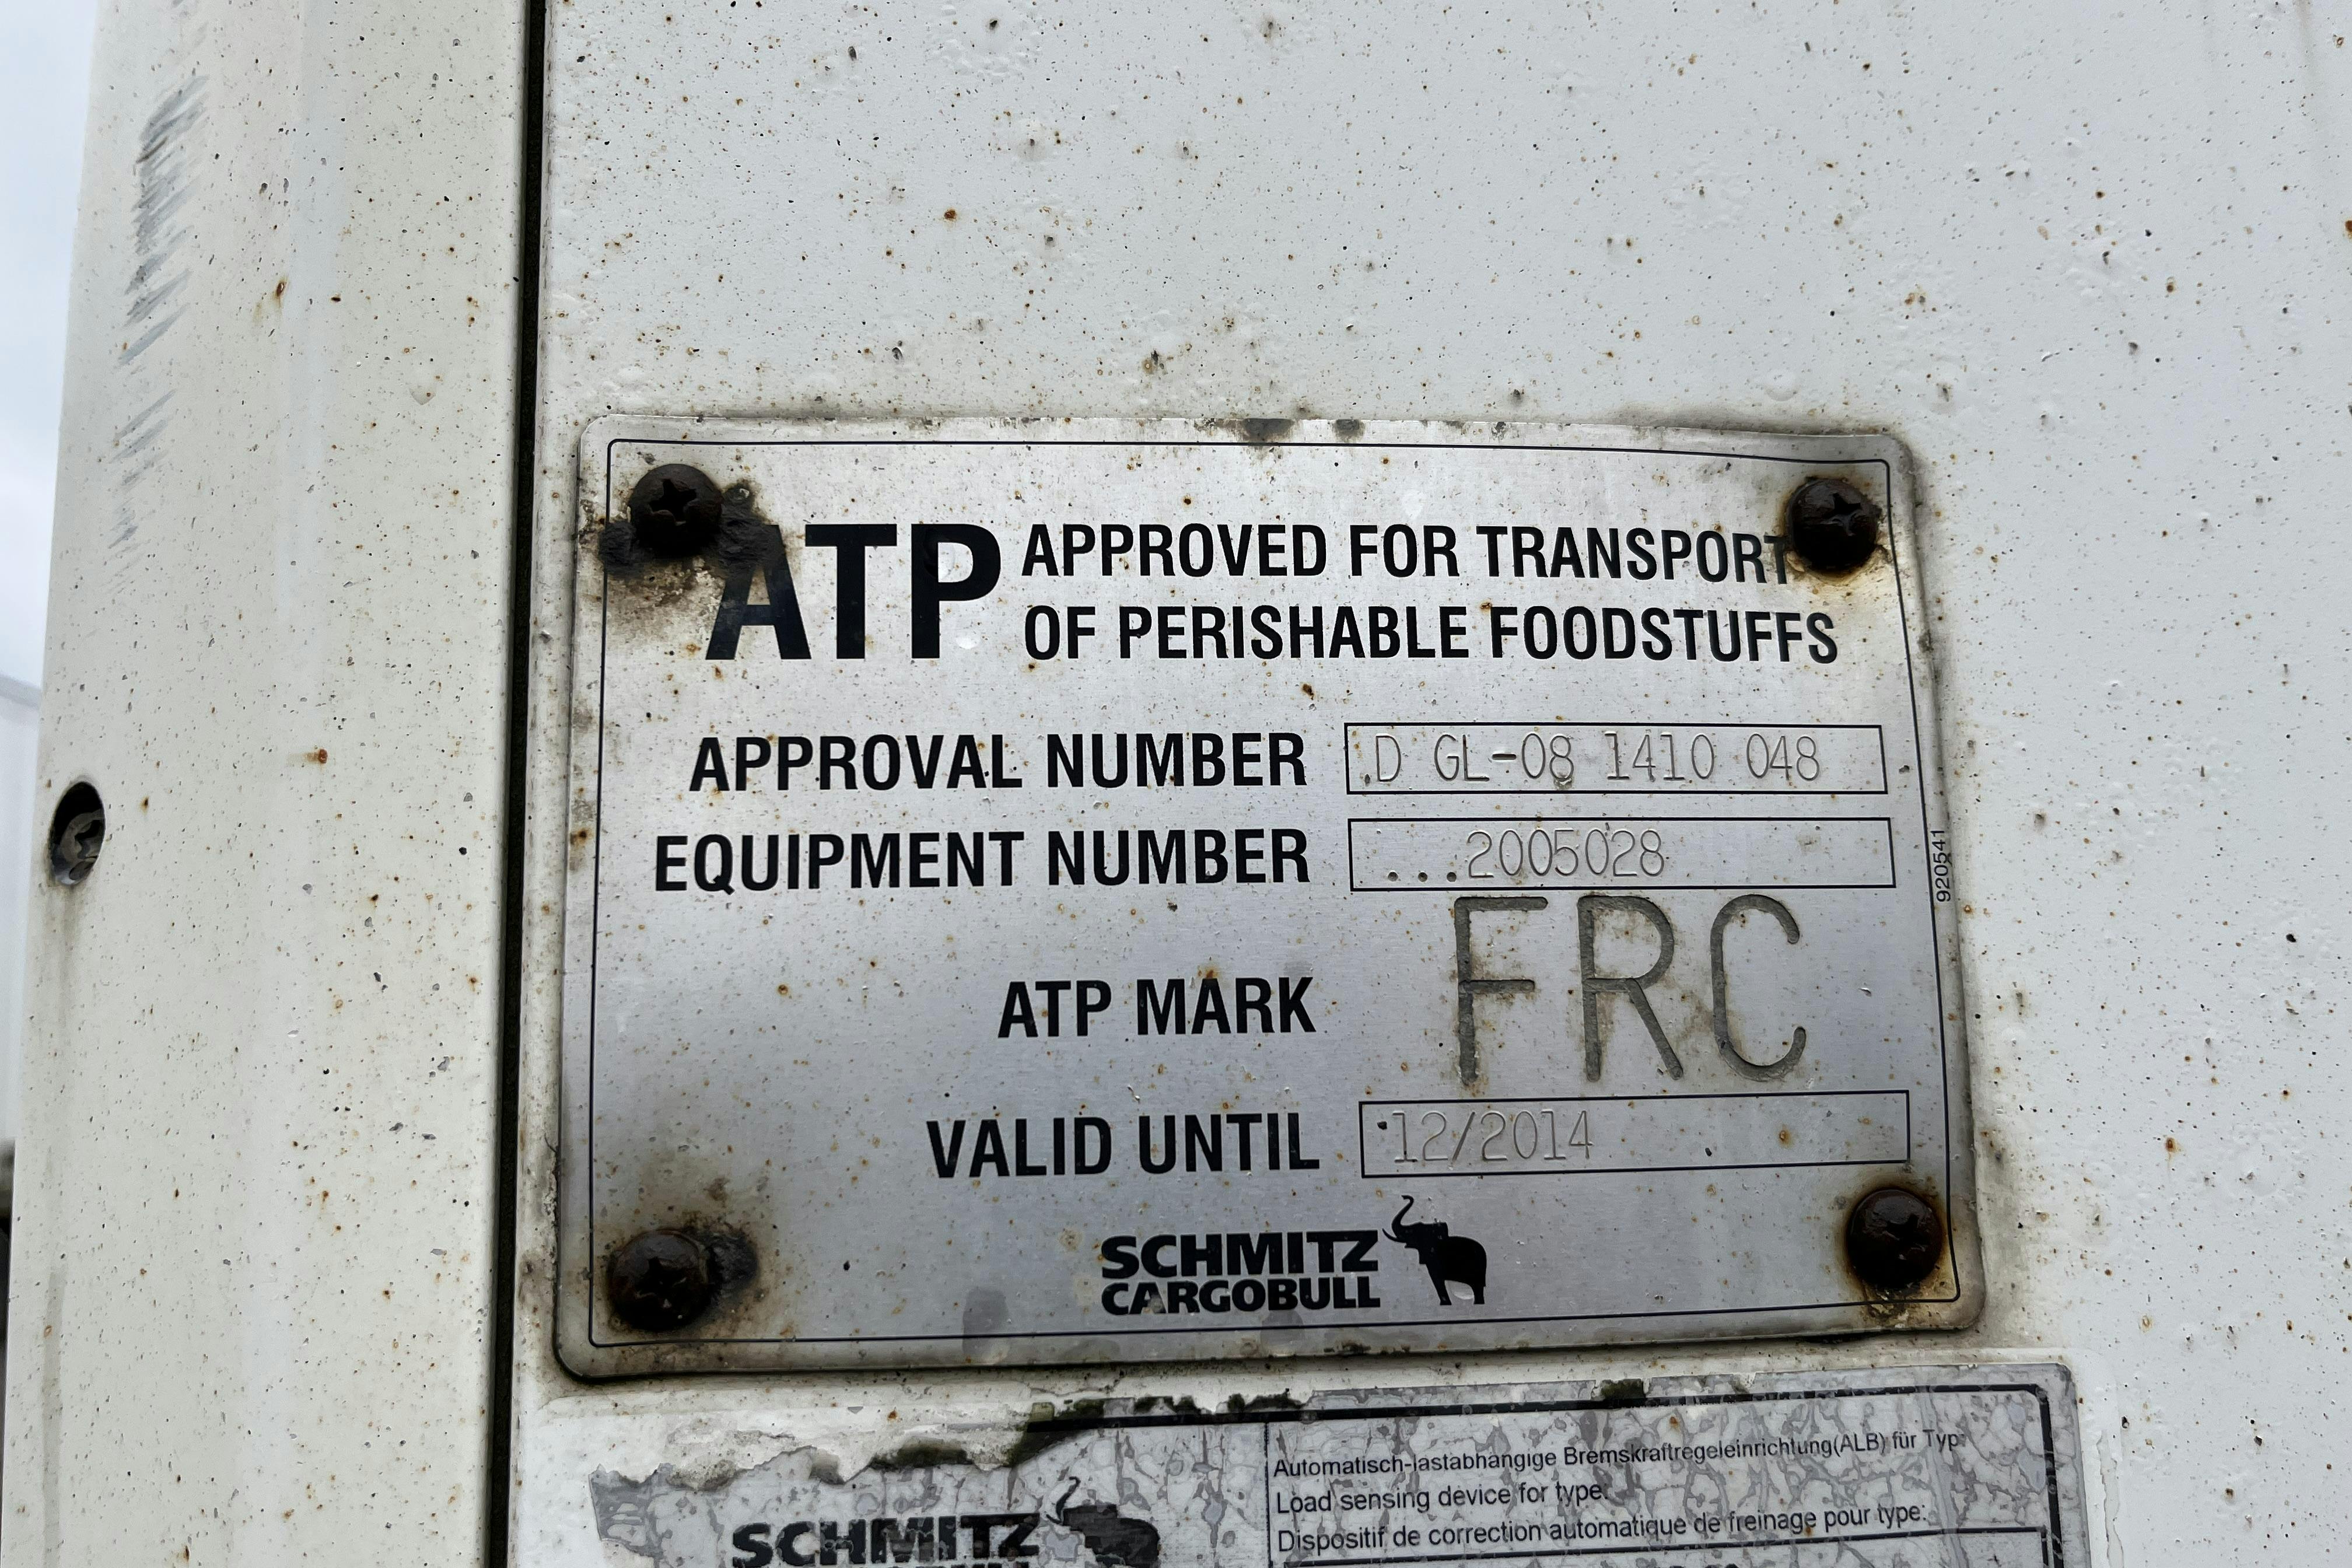 ATP APPROVED FOR TRANSPORT
OF PERISHABLE FOODSTUFFS
APPROVAL NUMBER D GL-08 1410 048
EQUIPMENT NUMBER ...2005028
920541
ATP MARK FRC
VALID UNTIL 12/2014
SCHMITZ
CARGOBULL
Automatisch-lastabhängige Bremskraftregeleinrichtung(ALB) für Typ:
Load sensing device for type:
Dispositif de correction automatique de freinage pour type:
SCHMITZ